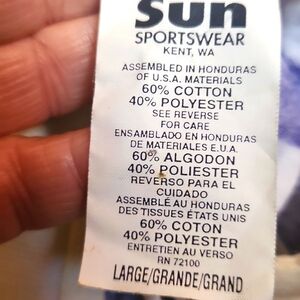 Sun
SPORTSWEAR
KENT, WA
ASSEMBLED IN HONDURAS
OF U.S.A. MATERIALS
60% COTTON
40% POLYESTER
SEE REVERSE
FOR CARE
ENSAMBLADO EN HONDURAS
DE MATERIALES E.U.A.
60% ALGODON
40% POLIESTER
REVERSO PARA EL
CUIDADO
ASSEMBLÉ AU HONDURAS
DES TISSUES ÉTATS UNIS
60% COTON
40% POLYESTER
ENTRETIEN AU VERSO
RN 72100
LARGE/GRANDE/GRAND